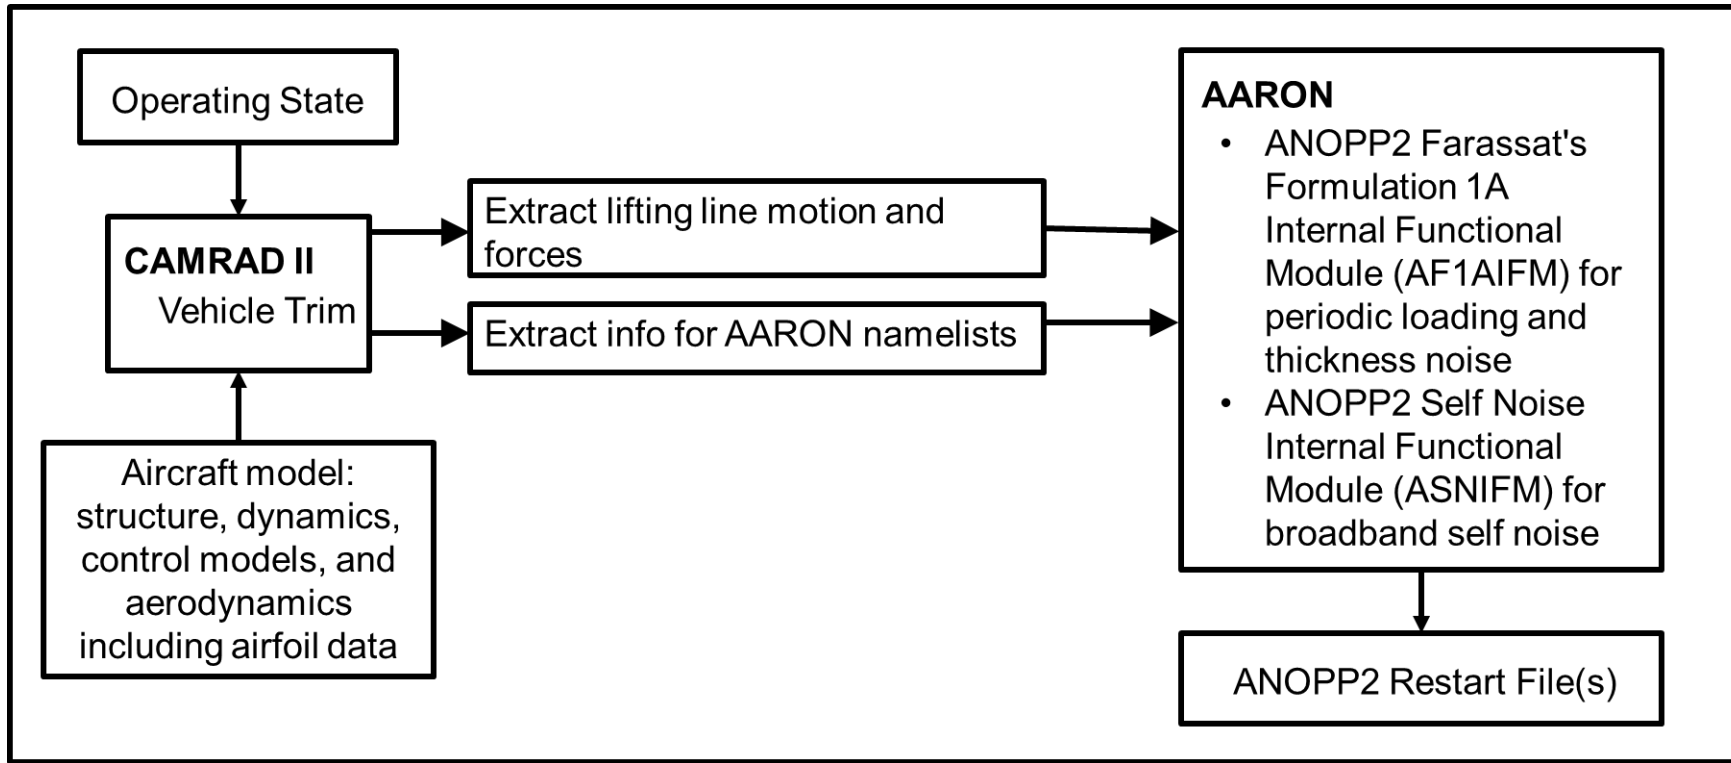 Operating State
CAMRAD II
Vehicle Trim
Aircraft model:
structure, dynamics,
control models, and
aerodynamics
including airfoil data
Extract lifting line motion and
forces
Extract info for AARON namelists
AARON
• ANOPP2 Farassat's
Formulation 1A
Internal Functional
Module (AF1AIFM) for
periodic loading and
thickness noise
• ANOPP2 Self Noise
Internal Functional
Module (ASNIFM) for
broadband self noise
ANOPP2 Restart File(s)